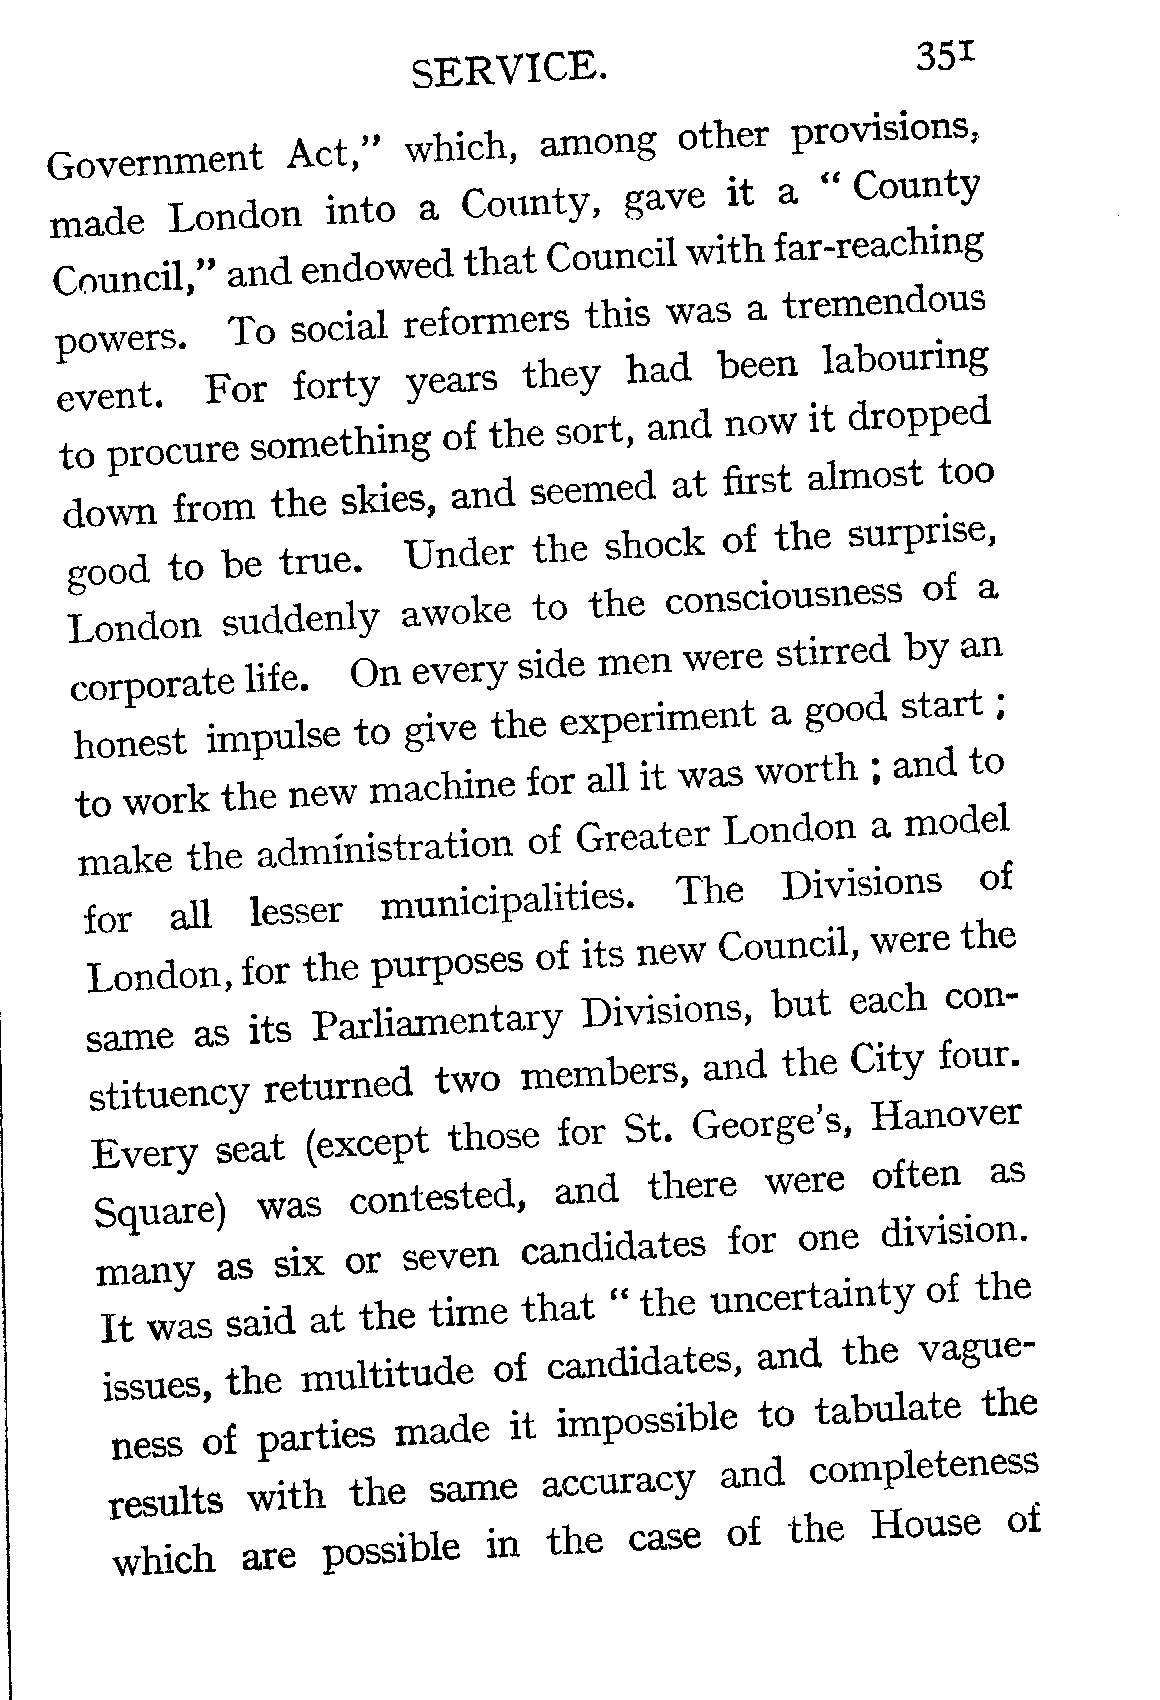 SERVICE. 351
Government Act,” which, among other provisions,
made London into a County, gave it a “ County
Council,” and endowed that Council with far-reaching
powers. To social reformers this was a tremendous
event. For forty years they had been labouring
to procure something of the sort, and now it dropped
down from the skies, and seemed at first almost too
good to be true. Under the shock of the surprise,
London suddenly awoke to the consciousness of a
corporate life. On every side men were stirred by an
honest impulse to give the experiment a good start ;
to work the new machine for all it was worth ; and to
make the administration of Greater London a model
for all lesser municipalities. The Divisions of
London, for the purposes of its new Council, were the
same as its Parliamentary Divisions, but each con-
stituency returned two members, and the City four.
Every seat (except those for St. George’s, Hanover
Square) was contested, and there were often as
many as six or seven candidates for one division.
It was said at the time that “ the uncertainty of the
issues, the multitude of candidates, and the vague-
ness of parties made it impossible to tabulate the
results with the same accuracy and completeness
which are possible in the case of the House of